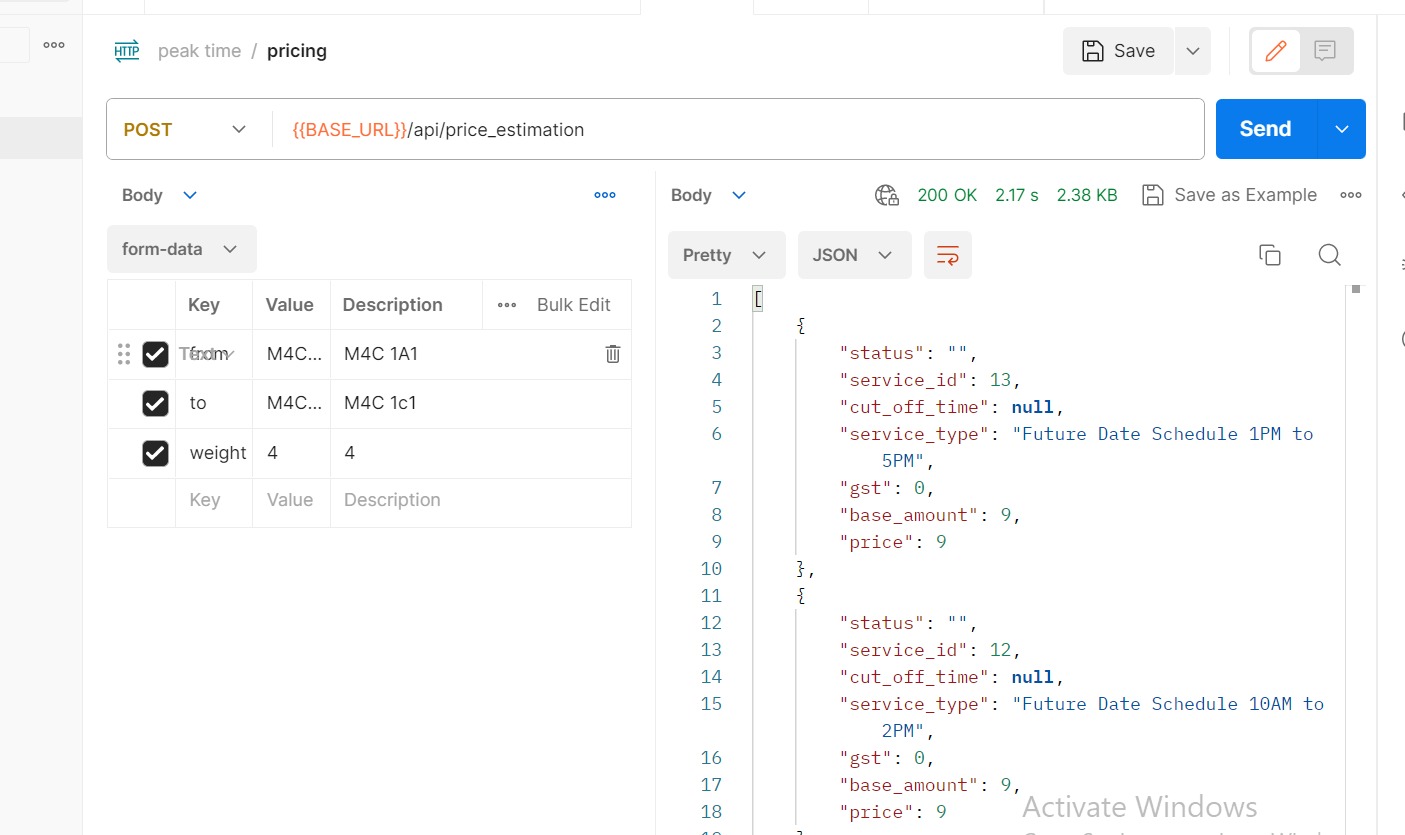 peak time / pricing
Save
POST
{{BASE_URL}}/api/price_estimation
Send
Body
form-data
Key Value Description Bulk Edit
from M4C... M4C 1A1
to M4C... M4C 1c1
weight 4 4
Key Value Description
Body
200 OK 2.17 s 2.38 KB Save as Example
Pretty JSON
1 [
2 {
3 "status": "",
4 "service_id": 13,
5 "cut_off_time": null,
6 "service_type": "Future Date Schedule 1PM to
5PM",
7 "gst": 0,
8 "base_amount": 9,
9 "price": 9
10 },
11 {
12 "status": "",
13 "service_id": 12,
14 "cut_off_time": null,
15 "service_type": "Future Date Schedule 10AM to
2PM",
16 "gst": 0,
17 "base_amount": 9,
18 "price": 9
Activate Windows